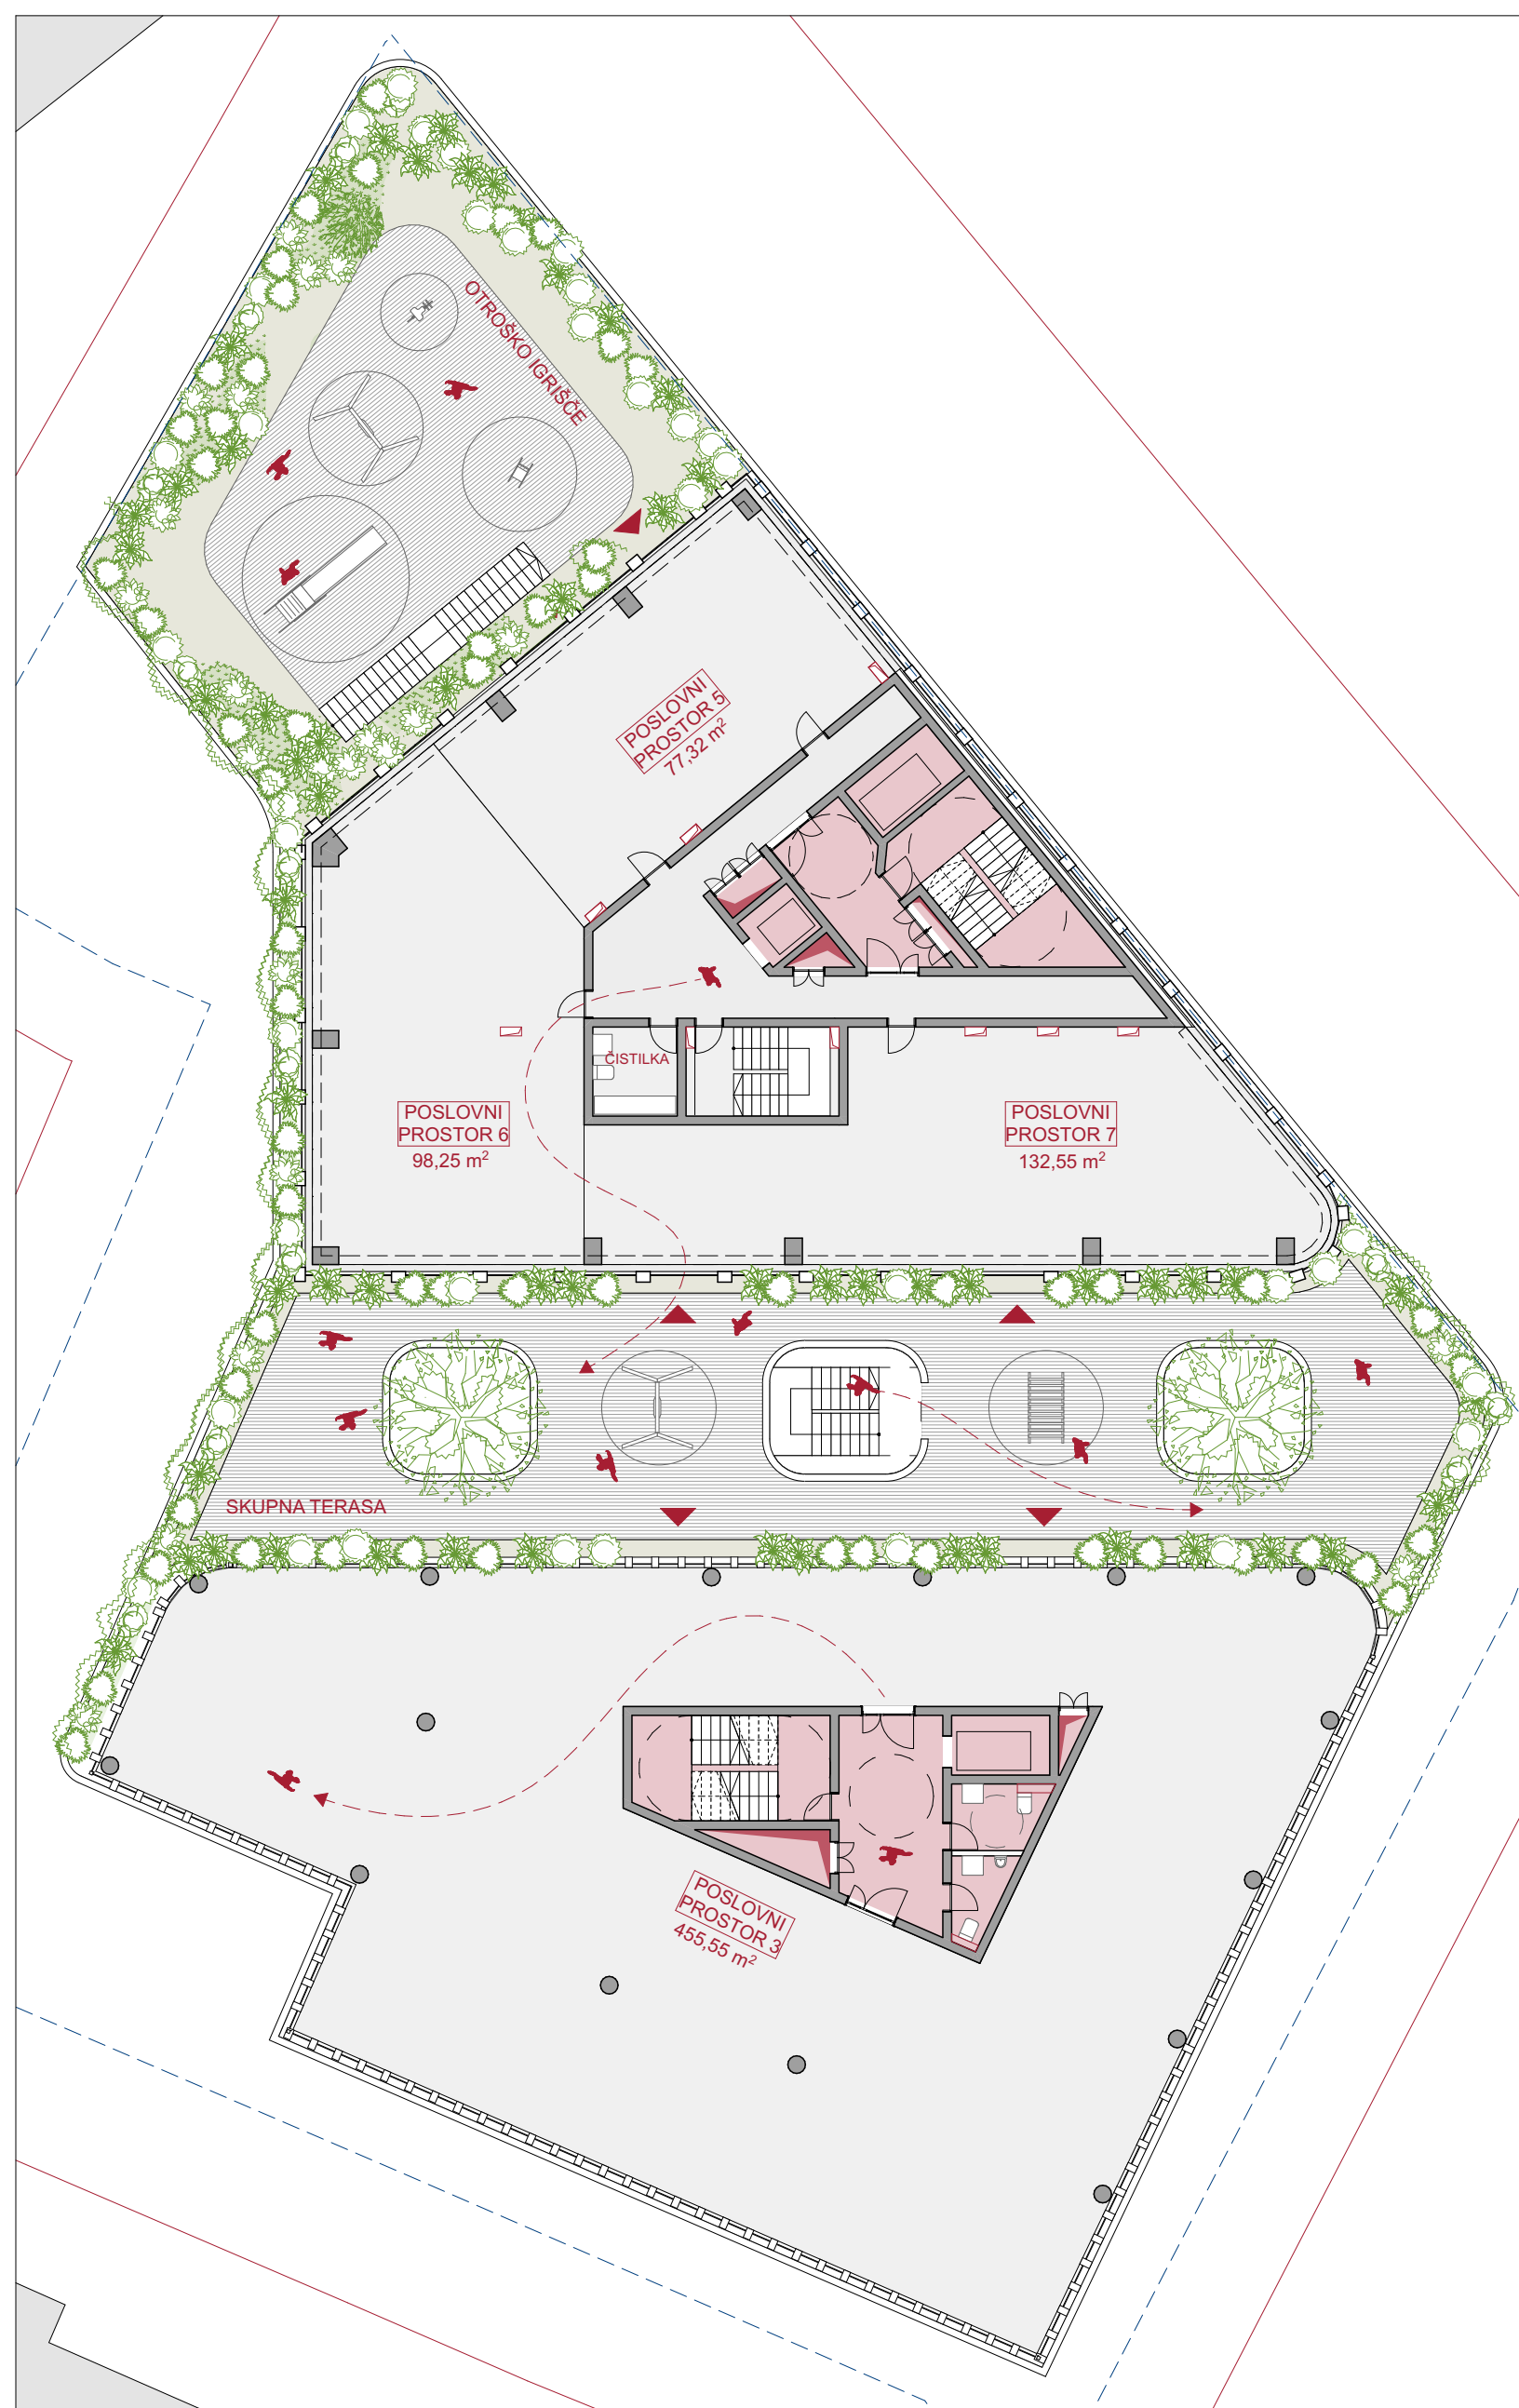 OTROŠKO IGRIŠČE
POSLOVNI
PROSTOR 5
77,32 m²
ČISTILKA
POSLOVNI
PROSTOR 6
98,25 m²
POSLOVNI
PROSTOR 7
132,55 m²
SKUPNA TERASA
POSLOVNI
PROSTOR 3
455,55 m²